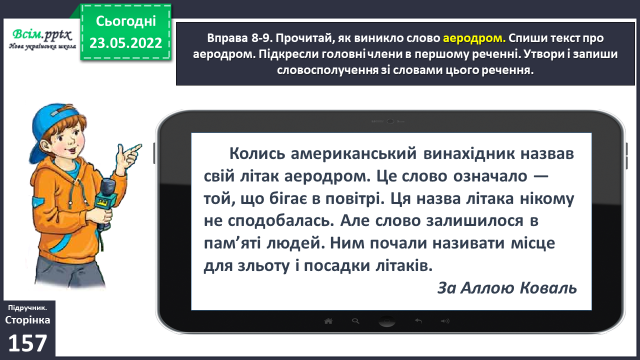 Всім.pptx
Нова українська школа
Сьогодні
23.05.2022
Вправа 8-9. Прочитай, як виникло слово аеродром. Спиши текст про
аеродром. Підкресли головні члени в першому реченні. Утвори і запиши
словосполучення зі словами цього речення.
Колись американський винахідник назвав
свій літак аеродром. Це слово означало —
той, що бігає в повітрі. Ця назва літака нікому
не сподобалась. Але слово залишилося в
пам’яті людей. Ним почали називати місце
для зльоту і посадки літаків.
За Аллою Коваль
Підручник.
Сторінка
157